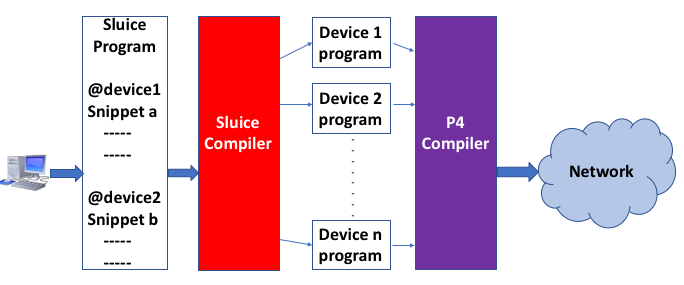 Sluice
Program
@device1
Snippet a
-----
-----
@device2
Snippet b
-----
-----
Sluice
Compiler
Device 1
program
Device 2
program
Device n
program
P4
Compiler
Network